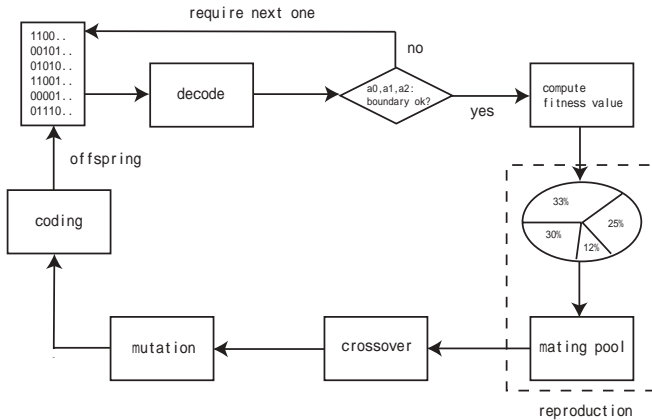 require next one
1100..
00101..
01010..
11001..
00001..
01110..
decode
a0,a1,a2:
boundary ok?
no
yes
compute
fitness value
offspring
33%
25%
30%
12%
coding
mutation
crossover
mating pool
reproduction